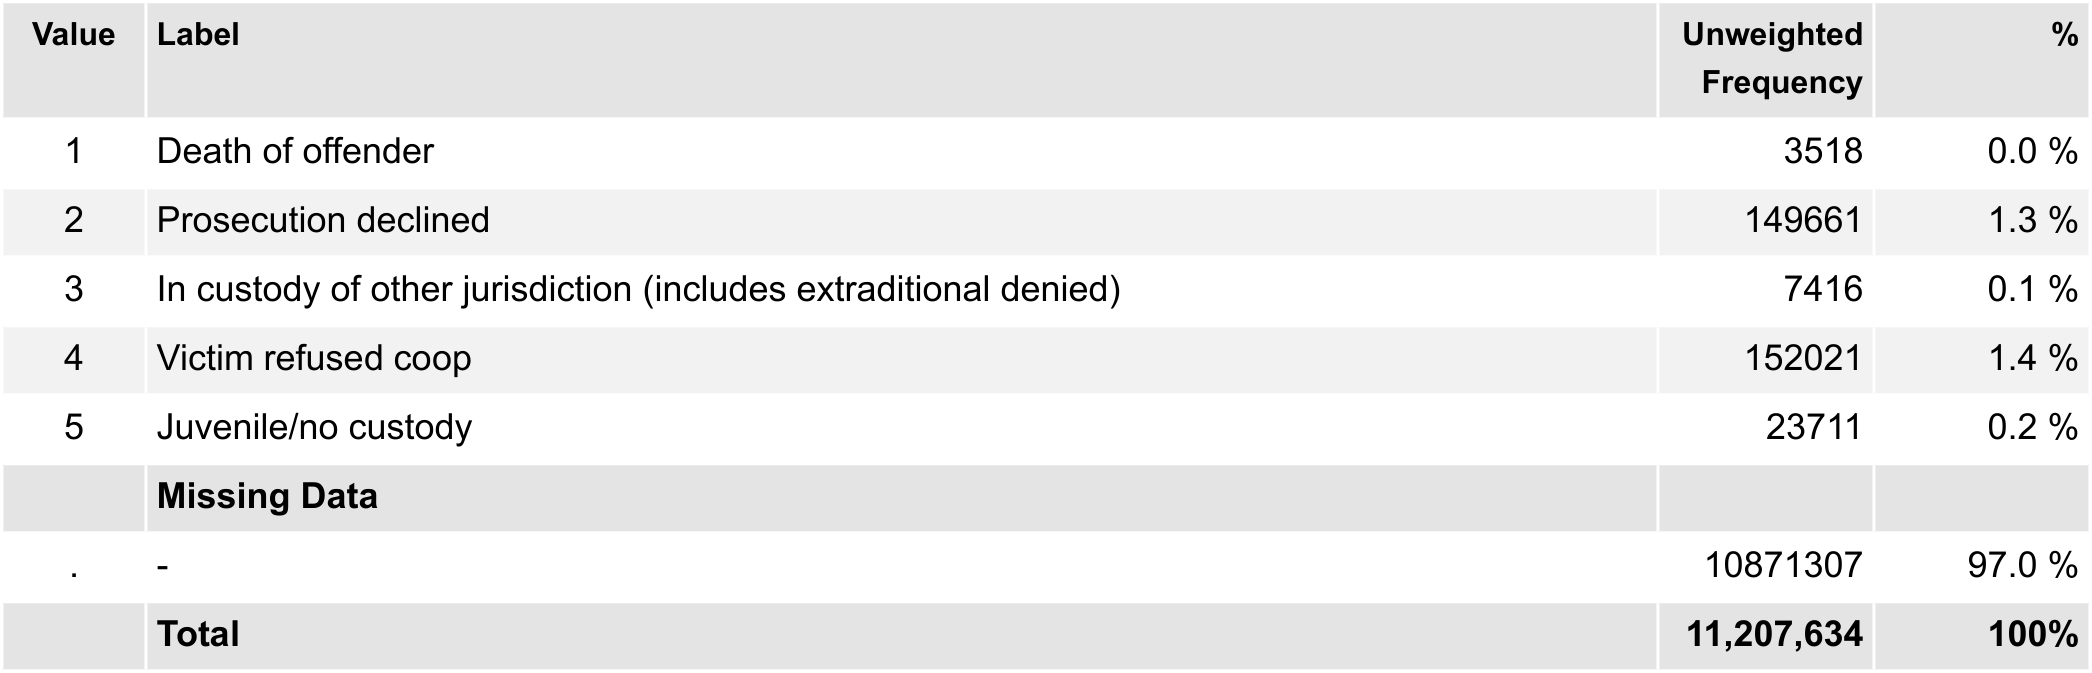 Value Label Unweighted Frequency %
1 Death of offender 3518 0.0 %
2 Prosecution declined 149661 1.3 %
3 In custody of other jurisdiction (includes extraditional denied) 7416 0.1 %
4 Victim refused coop 152021 1.4 %
5 Juvenile/no custody 23711 0.2 %
Missing Data
. - 10871307 97.0 %
Total 11,207,634 100%